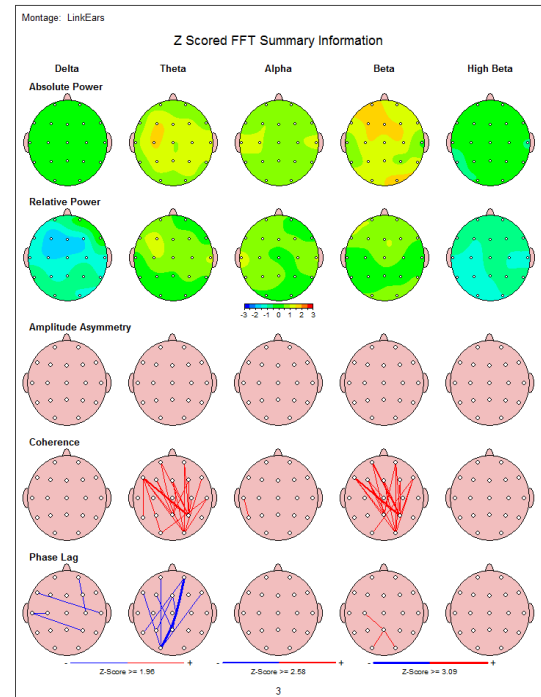 Montage: LinkEars
Z Scored FFT Summary Information
Delta Theta Alpha Beta High Beta
Absolute Power
Relative Power
-3 -2 -1 0 1 2 3
Amplitude Asymmetry
Coherence
Phase Lag
- + - + - +
Z-Score >= 1.96 Z-Score >= 2.58 Z-Score >= 3.09
3